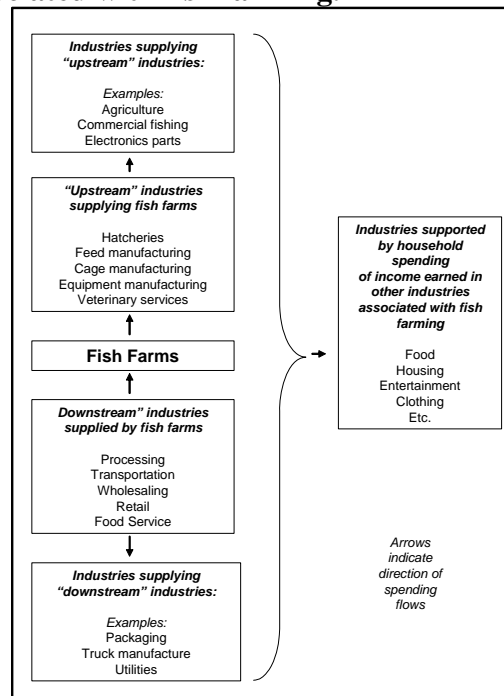 Industries supplying
“upstream” industries:
Examples:
Agriculture
Commercial fishing
Electronics parts
“Upstream” industries
supplying fish farms
Hatcheries
Feed manufacturing
Cage manufacturing
Equipment manufacturing
Veterinary services
Fish Farms
Downstream” industries
supplied by fish farms
Processing
Transportation
Wholesaling
Retail
Food Service
Industries supplying
“downstream” industries:
Examples:
Packaging
Truck manufacture
Utilities
Industries supported
by household
spending
of income earned in
other industries
associated with fish
farming
Food
Housing
Entertainment
Clothing
Etc.
Arrows
indicate
direction of
spending
flows